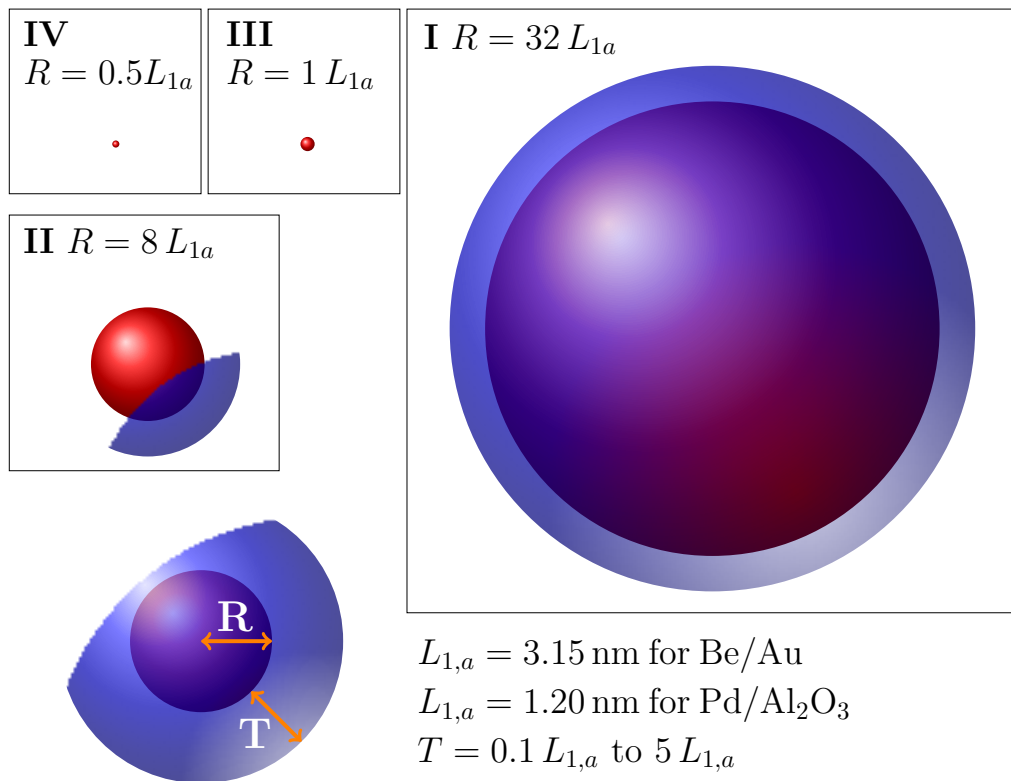 IV
R = 0.5L₁ₐ
III
R = 1 L₁ₐ
I R = 32 L₁ₐ
II R = 8 L₁ₐ
R
T
L₁,ₐ = 3.15 nm for Be/Au
L₁,ₐ = 1.20 nm for Pd/Al₂O₃
T = 0.1 L₁,ₐ to 5 L₁,ₐ